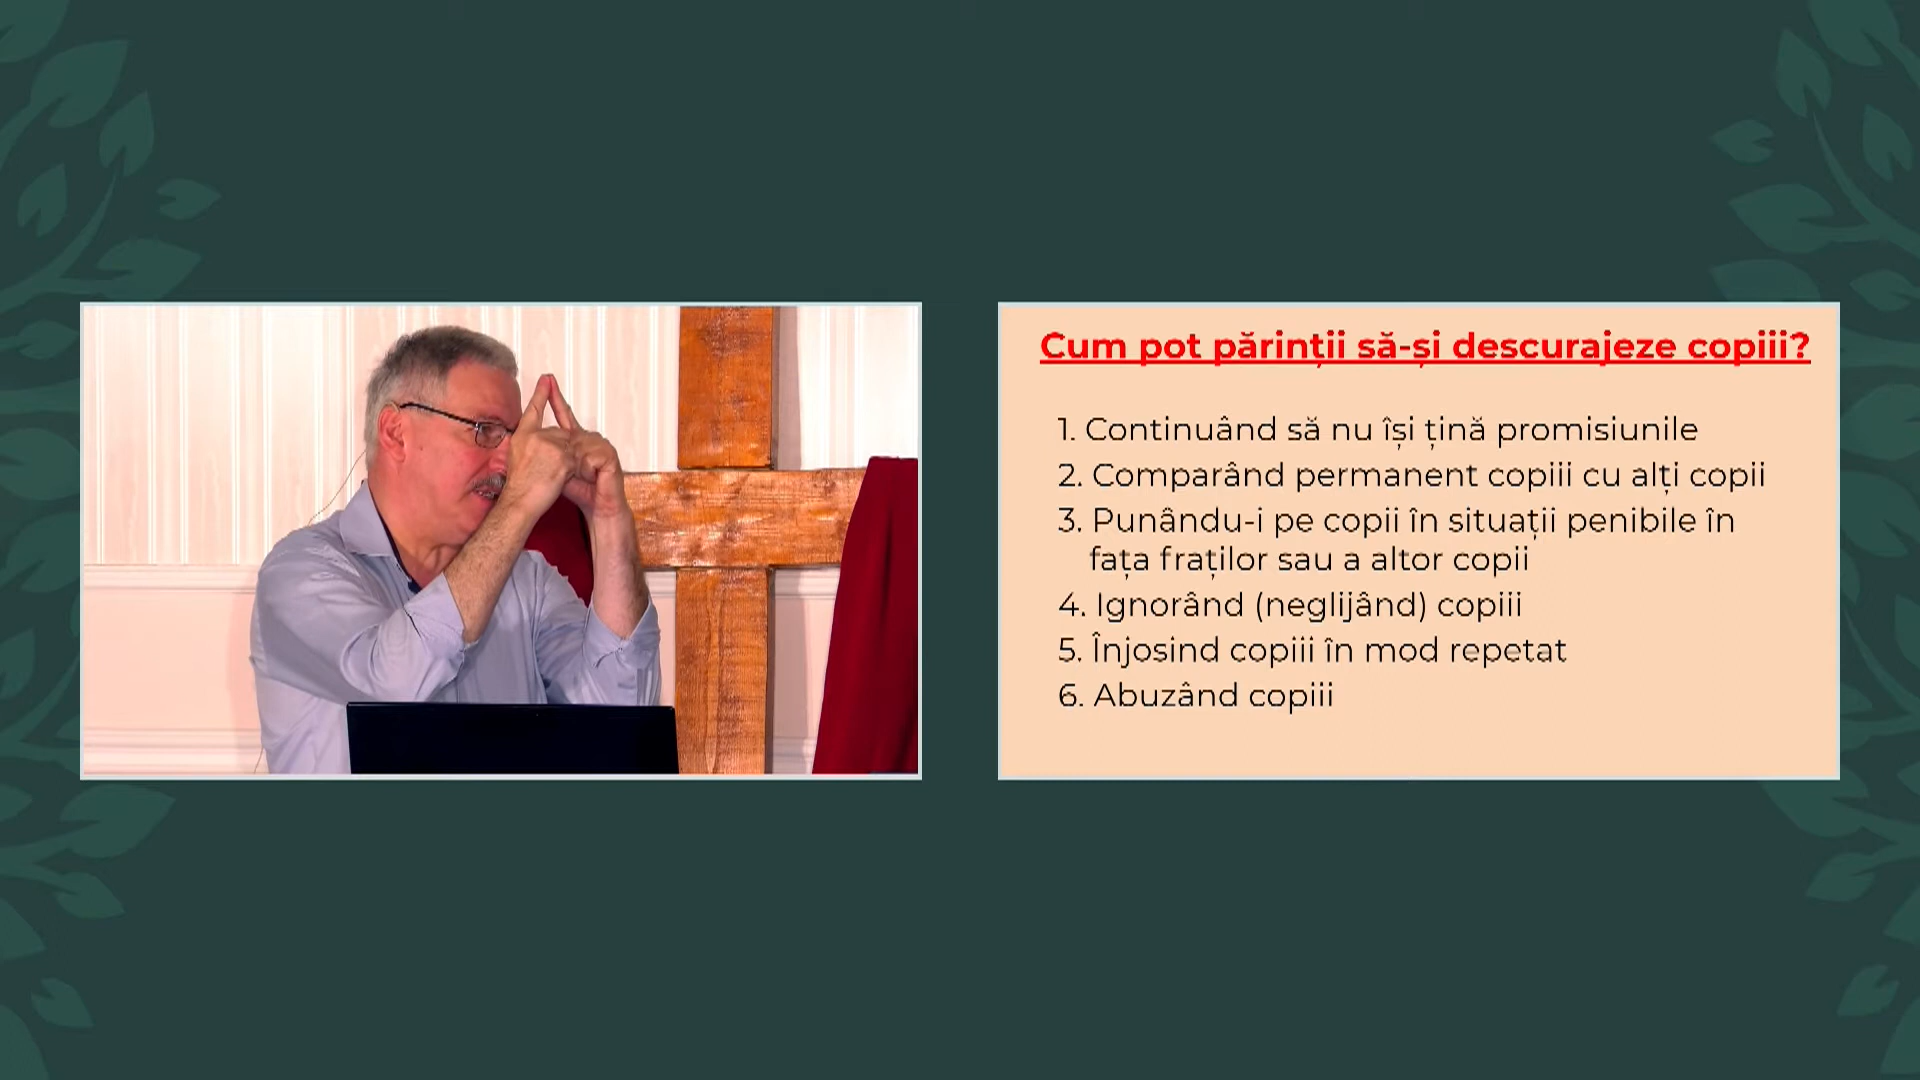 Cum pot părinții să-și descurajeze copiii?
1. Continuând să nu își țină promisiunile
2. Comparând permanent copiii cu alți copii
3. Punându-i pe copii în situații penibile în
fața fraților sau a altor copii
4. Ignorând (neglijând) copiii
5. Înjosind copiii în mod repetat
6. Abuzând copiii